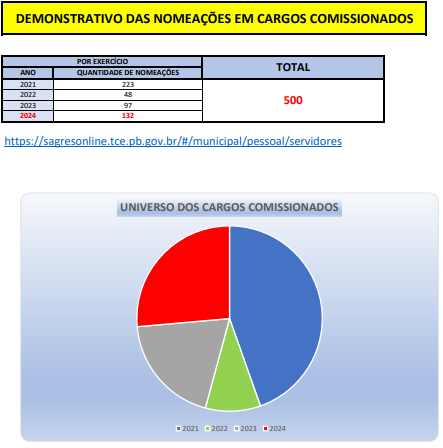 DEMONSTRATIVO DAS NOMEAÇÕES EM CARGOS COMISSIONADOS
POR EXERCÍCIO
TOTAL
ANO QUANTIDADE DE NOMEAÇÕES
2021 223
2022 48
2023 97
2024 132
500
https://sagresonline.tce.pb.gov.br/#/municipal/pessoal/servidores
UNIVERSO DOS CARGOS COMISSIONADOS
2021 2022 2023 2024